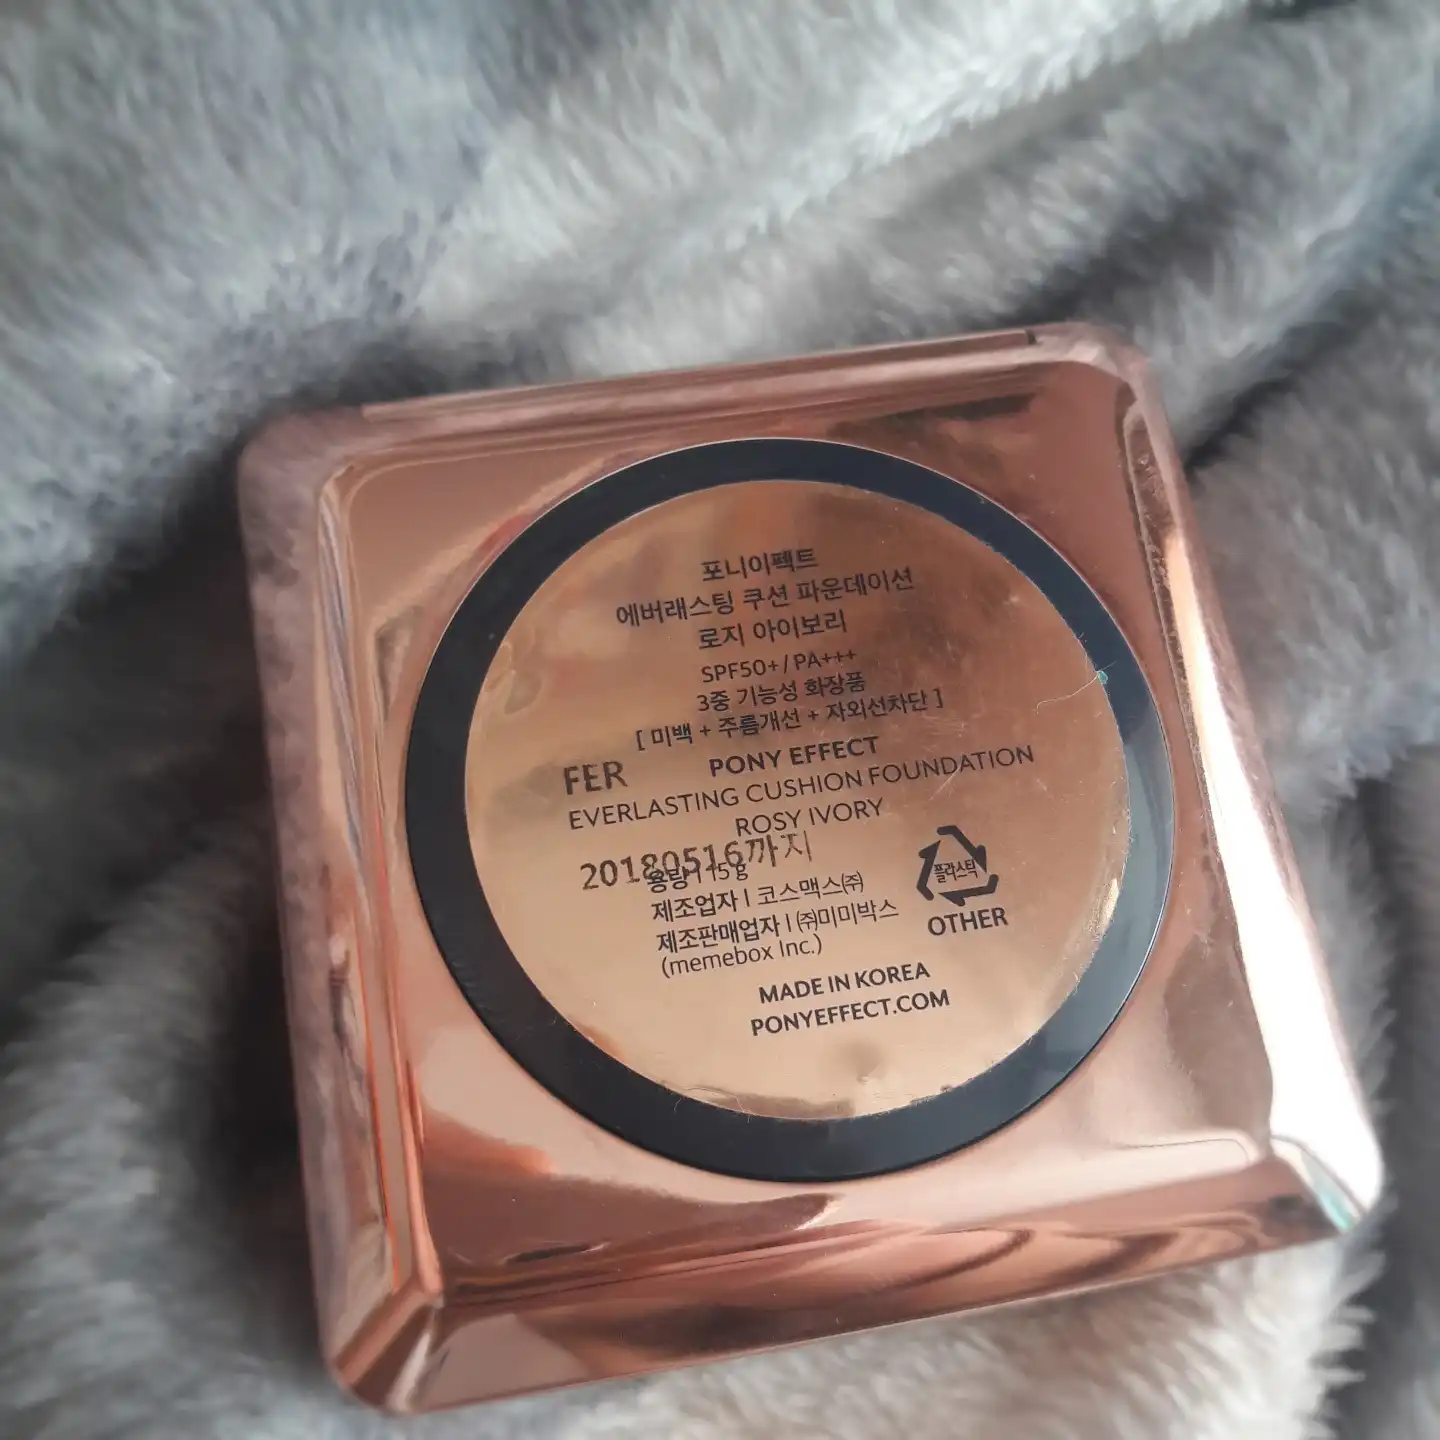 포니이펙트
에버래스팅 쿠션 파운데이션
로지 아이보리
SPF50+/PA+++
3중 기능성 화장품
[ 미백 + 주름개선 + 자외선차단 ]
FER
PONY EFFECT
EVERLASTING CUSHION FOUNDATION
ROSY IVORY
20180516까지
용량 I 15g
제조업자 I 코스맥스㈜
제조판매업자 I ㈜미미박스
(memebox Inc.)
플라스틱
OTHER
MADE IN KOREA
PONYEFFECT.COM